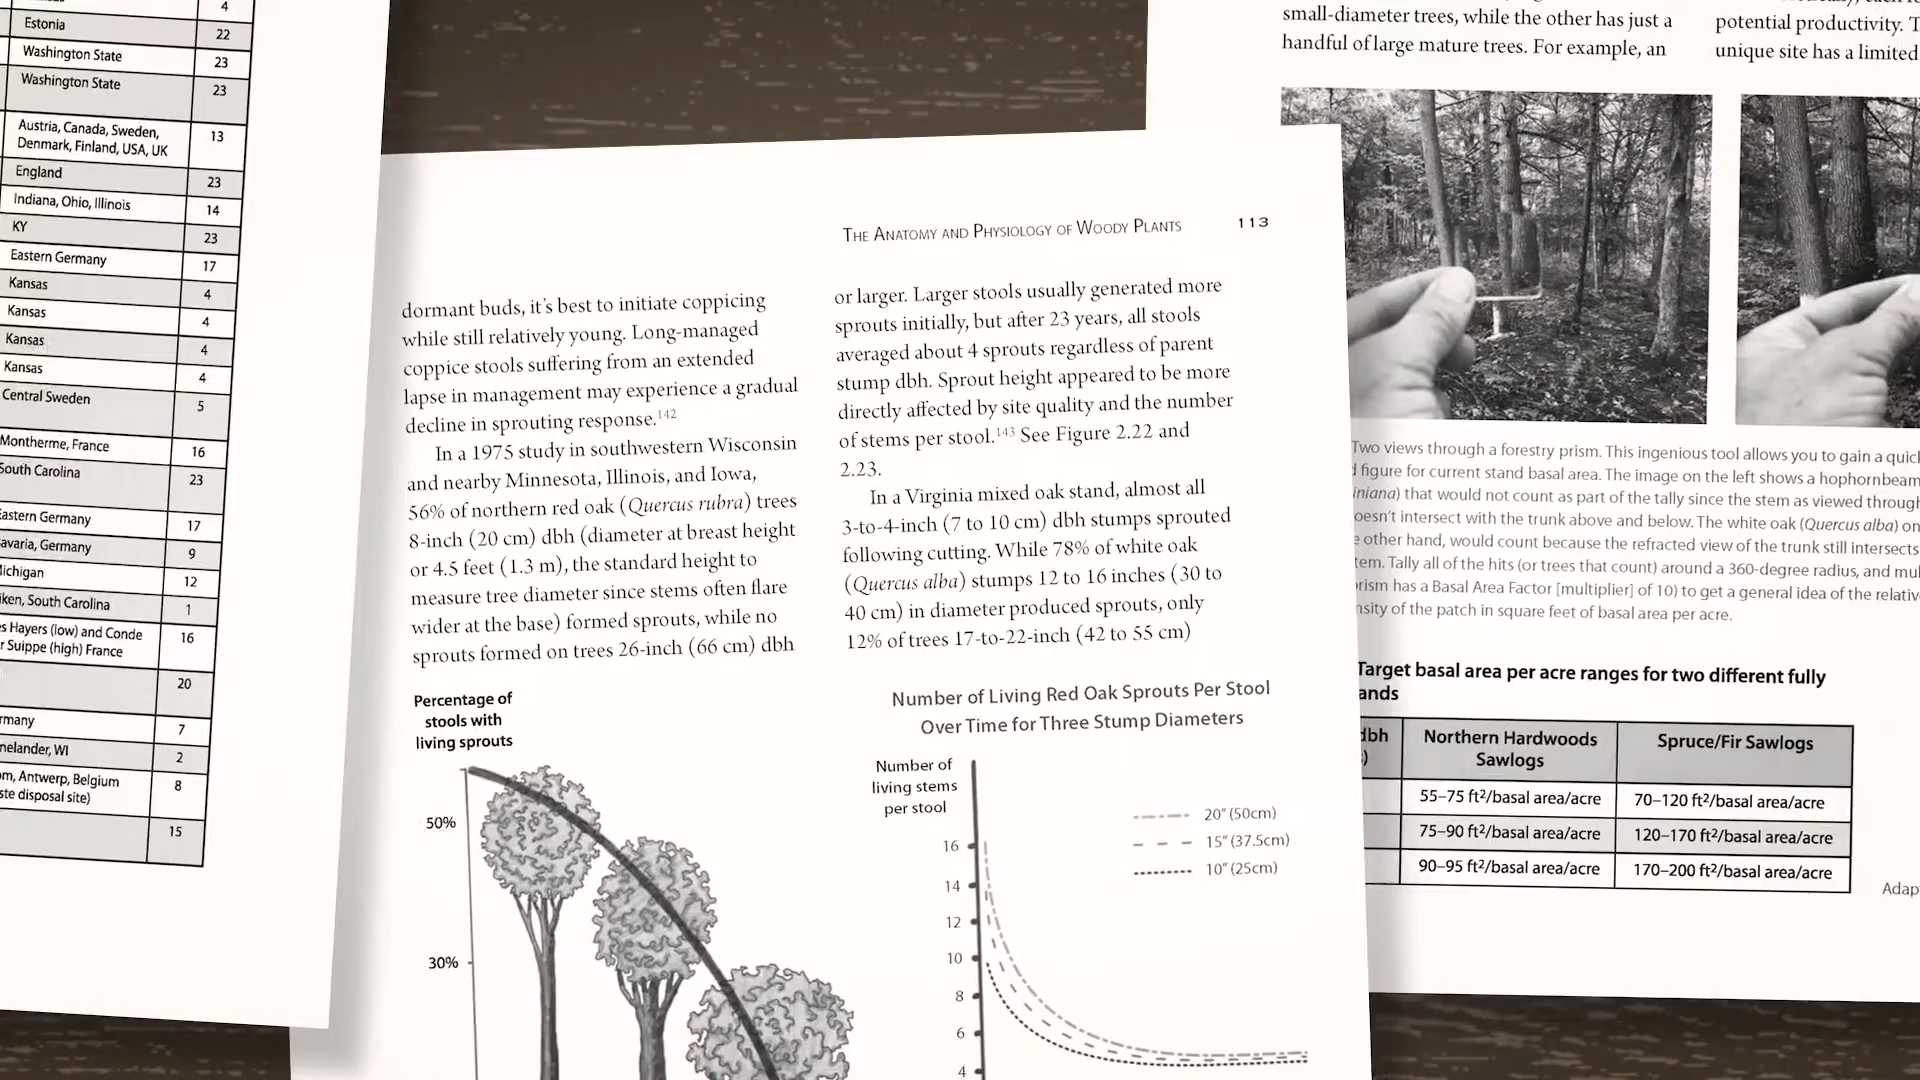 4
Estonia 22
Washington State 23
Washington State 23
Austria, Canada, Sweden,
Denmark, Finland, USA, UK 13
England 23
Indiana, Ohio, Illinois 14
KY 23
Eastern Germany 17
Kansas 4
Kansas 4
Kansas 4
Kansas 4
Central Sweden 5
Montherme, France 16
South Carolina 23
Eastern Germany 17
avaria, Germany 9
ichigan 12
iken, South Carolina 1
es Hayers (low) and Conde
r Suippe (high) France 16
20
rmany 7
nelander, WI 2
om, Antwerp, Belgium
ste disposal site) 8
15
The Anatomy and Physiology of Woody Plants 113
dormant buds, it's best to initiate coppicing
while still relatively young. Long-managed
coppice stools suffering from an extended
lapse in management may experience a gradual
decline in sprouting response.142
In a 1975 study in southwestern Wisconsin
and nearby Minnesota, Illinois, and Iowa,
56% of northern red oak (Quercus rubra) trees
8-inch (20 cm) dbh (diameter at breast height
or 4.5 feet (1.3 m), the standard height to
measure tree diameter since stems often flare
wider at the base) formed sprouts, while no
sprouts formed on trees 26-inch (66 cm) dbh
or larger. Larger stools usually generated more
sprouts initially, but after 23 years, all stools
averaged about 4 sprouts regardless of parent
stump dbh. Sprout height appeared to be more
directly affected by site quality and the number
of stems per stool.143 See Figure 2.22 and
2.23.
In a Virginia mixed oak stand, almost all
3-to-4-inch (7 to 10 cm) dbh stumps sprouted
following cutting. While 78% of white oak
(Quercus alba) stumps 12 to 16 inches (30 to
40 cm) in diameter produced sprouts, only
12% of trees 17-to-22-inch (42 to 55 cm)
Percentage of
stools with
living sprouts
50%
30%
Number of Living Red Oak Sprouts Per Stool
Over Time for Three Stump Diameters
Number of
living stems
per stool
20" (50cm)
15" (37.5cm)
10" (25cm)
16
14
12
10
8
6
4
small-diameter trees, while the other has just a
handful of large mature trees. For example, an
potential productivity. T
unique site has a limited
Two views through a forestry prism. This ingenious tool allows you to gain a quic
d figure for current stand basal area. The image on the left shows a hophornbeam
iniana) that would not count as part of the tally since the stem as viewed through
oesn't intersect with the trunk above and below. The white oak (Quercus alba) on
e other hand, would count because the refracted view of the trunk still intersects
tem. Tally all of the hits (or trees that count) around a 360-degree radius, and mul
rism has a Basal Area Factor [multiplier] of 10) to get a general idea of the relativ
nsity of the patch in square feet of basal area per acre.
Target basal area per acre ranges for two different fully
ands
dbh
) Northern Hardwoods
Sawlogs Spruce/Fir Sawlogs
55–75 ft²/basal area/acre 70–120 ft²/basal area/acre
75–90 ft²/basal area/acre 120–170 ft²/basal area/acre
90–95 ft²/basal area/acre 170–200 ft²/basal area/acre
Adap